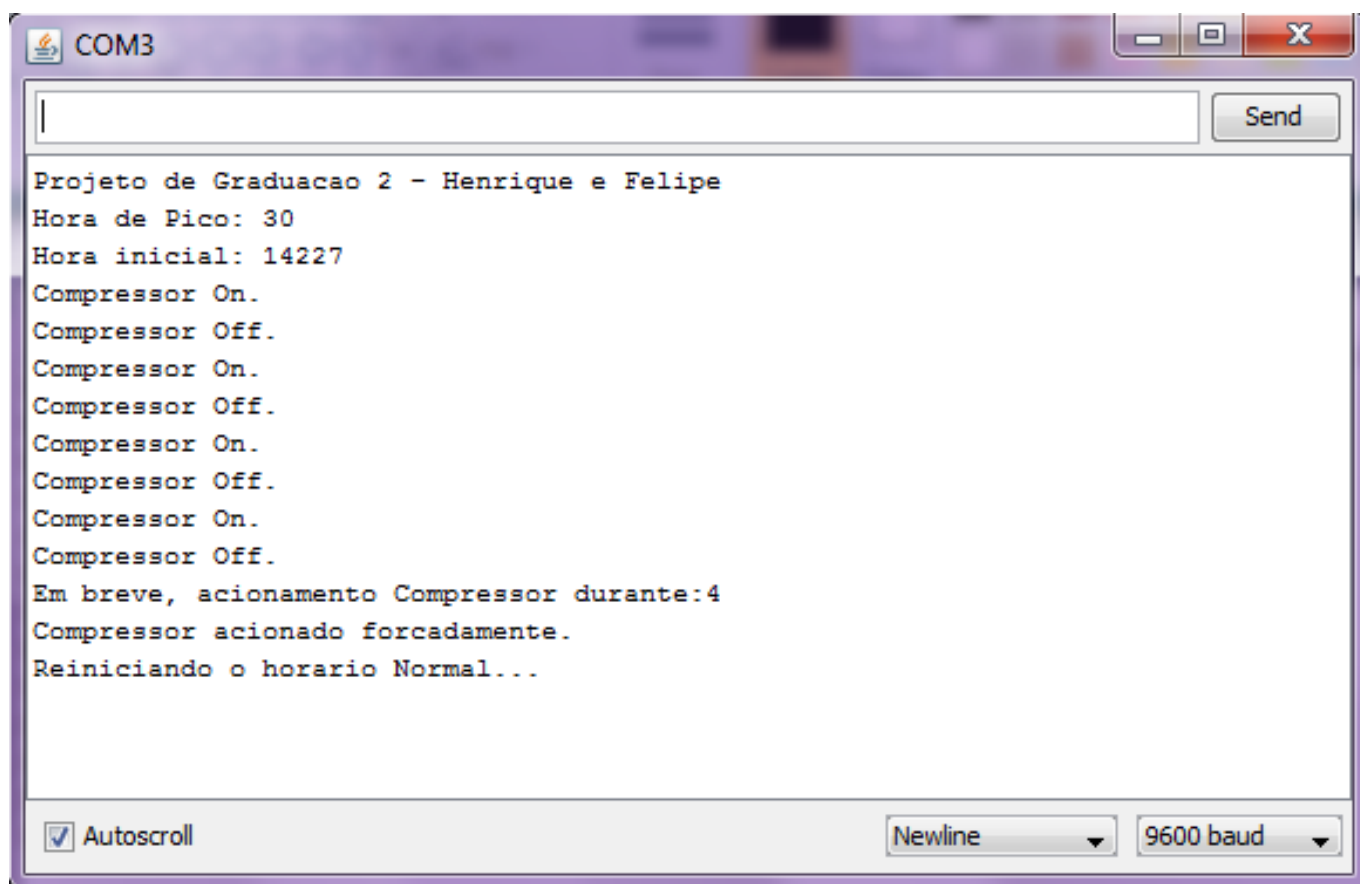 COM3
Send
Projeto de Graduacao 2 - Henrique e Felipe
Hora de Pico: 30
Hora inicial: 14227
Compressor On.
Compressor Off.
Compressor On.
Compressor Off.
Compressor On.
Compressor Off.
Compressor On.
Compressor Off.
Em breve, acionamento Compressor durante:4
Compressor acionado forcadamente.
Reiniciando o horario Normal...
Autoscroll
Newline
9600 baud